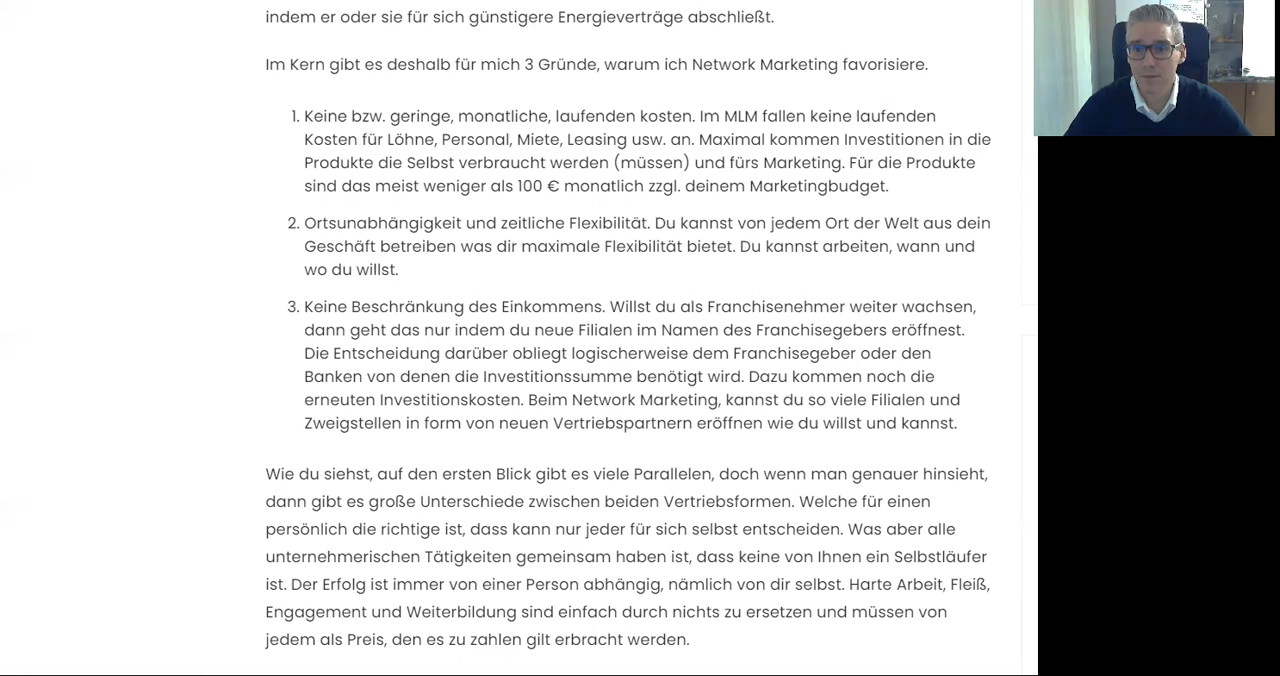 indem er oder sie für sich günstigere Energieverträge abschließt.
Im Kern gibt es deshalb für mich 3 Gründe, warum ich Network Marketing favorisiere.
1. Keine bzw. geringe, monatliche, laufenden kosten. Im MLM fallen keine laufenden
Kosten für Löhne, Personal, Miete, Leasing usw. an. Maximal kommen Investitionen in die
Produkte die Selbst verbraucht werden (müssen) und fürs Marketing. Für die Produkte
sind das meist weniger als 100 € monatlich zzgl. deinem Marketingbudget.
2. Ortsunabhängigkeit und zeitliche Flexibilität. Du kannst von jedem Ort der Welt aus dein
Geschäft betreiben was dir maximale Flexibilität bietet. Du kannst arbeiten, wann und
wo du willst.
3. Keine Beschränkung des Einkommens. Willst du als Franchisenehmer weiter wachsen,
dann geht das nur indem du neue Filialen im Namen des Franchisegebers eröffnest.
Die Entscheidung darüber obliegt logischerweise dem Franchisegeber oder den
Banken von denen die Investitionssumme benötigt wird. Dazu kommen noch die
erneuten Investitionskosten. Beim Network Marketing, kannst du so viele Filialen und
Zweigstellen in form von neuen Vertriebspartnern eröffnen wie du willst und kannst.
Wie du siehst, auf den ersten Blick gibt es viele Parallelen, doch wenn man genauer hinsieht,
dann gibt es große Unterschiede zwischen beiden Vertriebsformen. Welche für einen
persönlich die richtige ist, dass kann nur jeder für sich selbst entscheiden. Was aber alle
unternehmerischen Tätigkeiten gemeinsam haben ist, dass keine von Ihnen ein Selbstläufer
ist. Der Erfolg ist immer von einer Person abhängig, nämlich von dir selbst. Harte Arbeit, Fleiß,
Engagement und Weiterbildung sind einfach durch nichts zu ersetzen und müssen von
jedem als Preis, den es zu zahlen gilt erbracht werden.